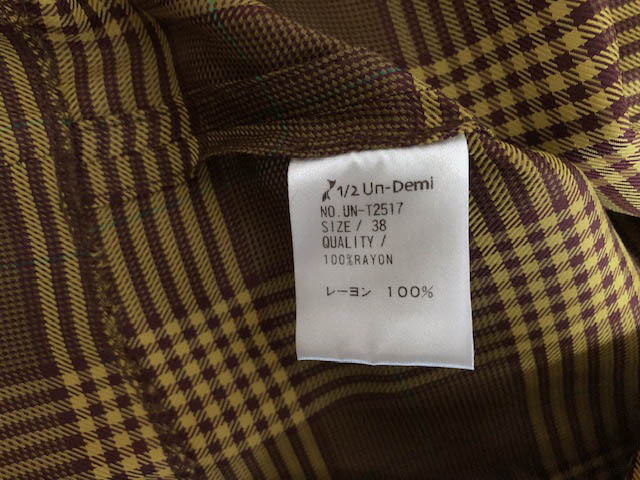 1/2 Un-Demi
NO.UN-T2517
SIZE / 38
QUALITY /
100%RAYON
レーヨン 100%